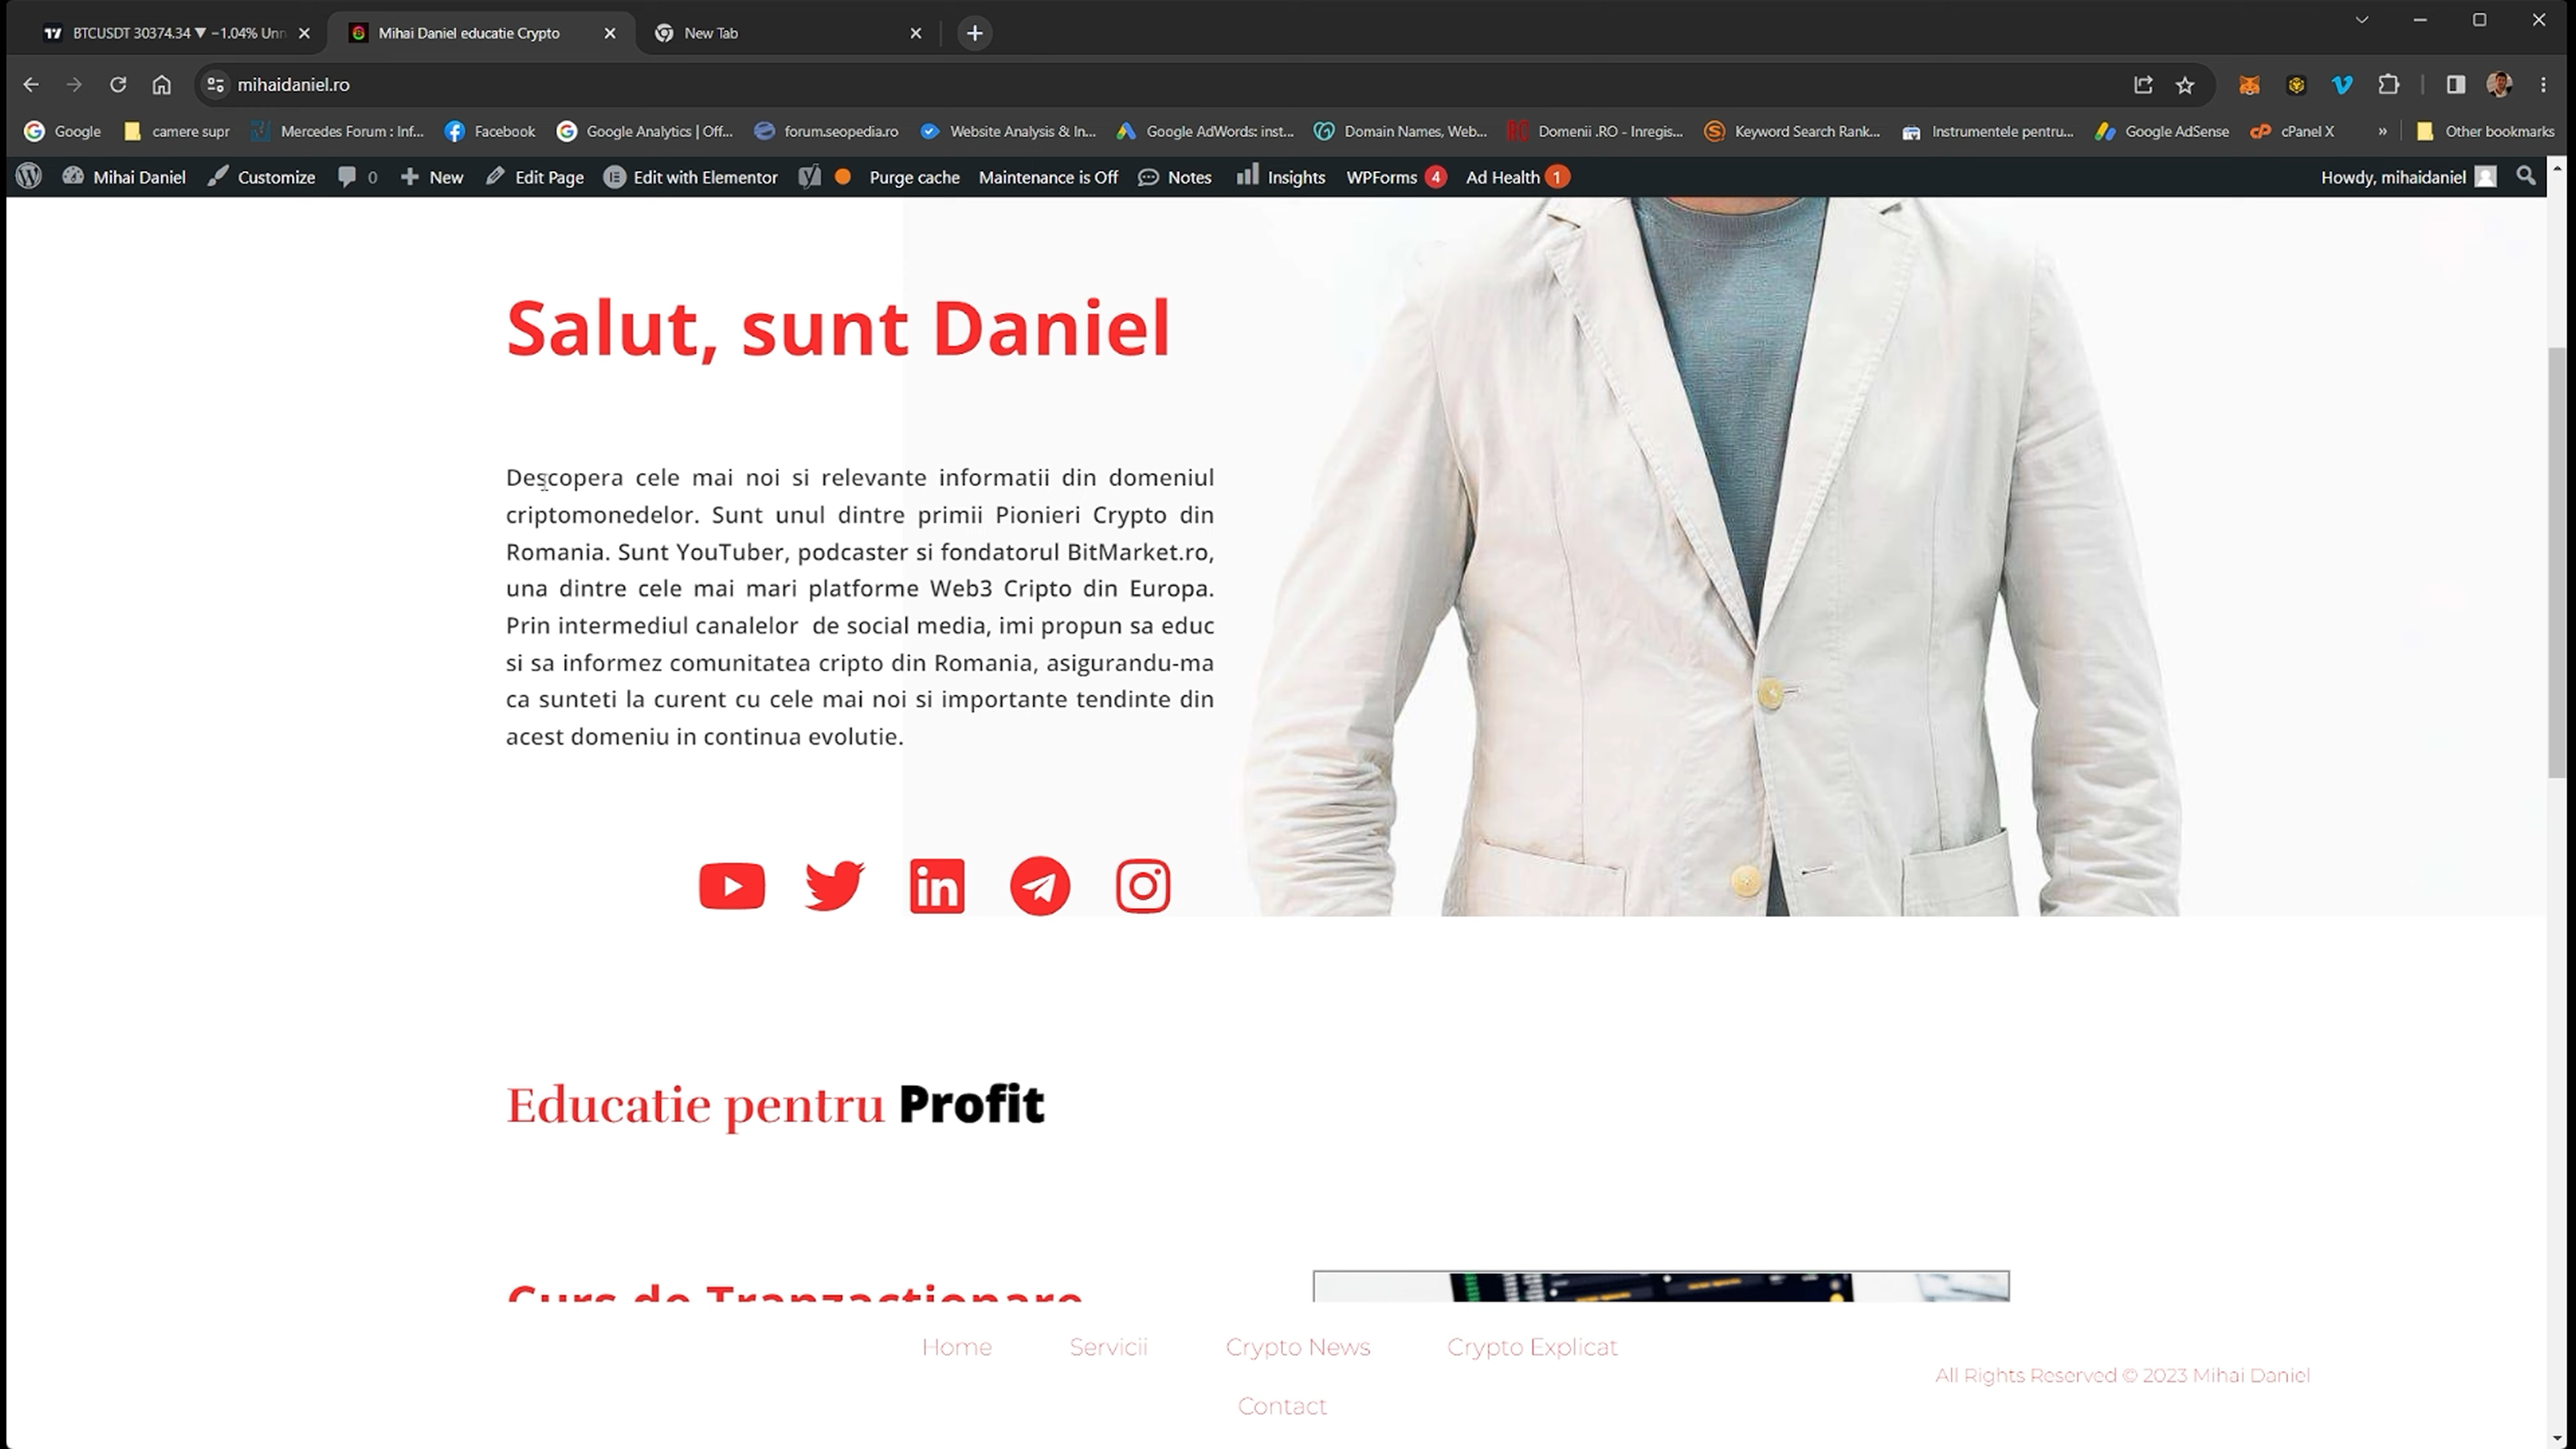 BTCUSDT 30374.34 ▼ −1.04% Unn
Mihai Daniel educatie Crypto
New Tab
mihaidaniel.ro
Google
camere supr
Mercedes Forum : Inf...
Facebook
Google Analytics | Off...
forum.seopedia.ro
Website Analysis & In...
Google AdWords: inst...
Domain Names, Web...
Domenii .RO - Inregis...
Keyword Search Rank...
Instrumentele pentru...
Google AdSense
cPanel X
»
Other bookmarks
Mihai Daniel
Customize
0
New
Edit Page
Edit with Elementor
Purge cache
Maintenance is Off
Notes
Insights
WPForms 4
Ad Health 1
Howdy, mihaidaniel
Salut, sunt Daniel
Descopera cele mai noi si relevante informatii din domeniul
criptomonedelor. Sunt unul dintre primii Pionieri Crypto din
Romania. Sunt YouTuber, podcaster si fondatorul BitMarket.ro,
una dintre cele mai mari platforme Web3 Cripto din Europa.
Prin intermediul canalelor de social media, imi propun sa educ
si sa informez comunitatea cripto din Romania, asigurandu-ma
ca sunteti la curent cu cele mai noi si importante tendinte din
acest domeniu in continua evolutie.
in
Educatie pentru Profit
Curs de Tranzactionare
Home
Servicii
Crypto News
Crypto Explicat
Contact
All Rights Reserved © 2023 Mihai Daniel